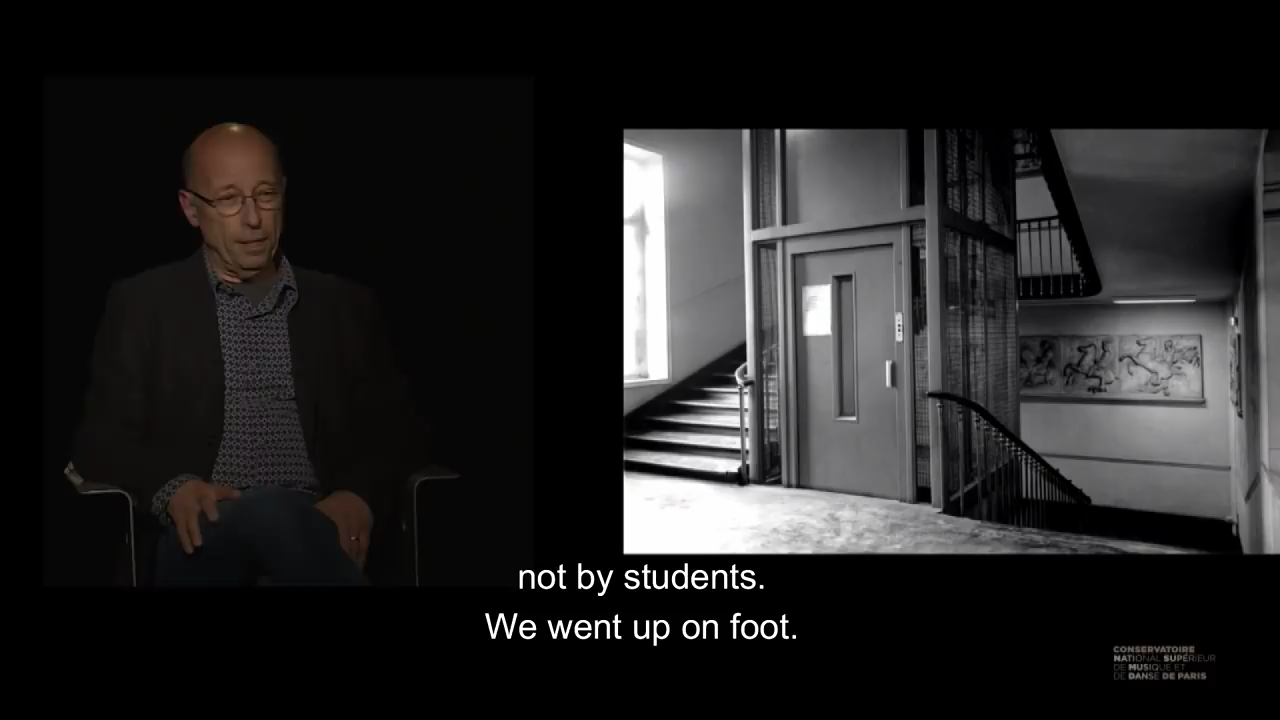 not by students.
We went up on foot.
CONSERVATOIRE
NATIONAL SUPÉRIEUR
DE MUSIQUE ET
DE DANSE DE PARIS